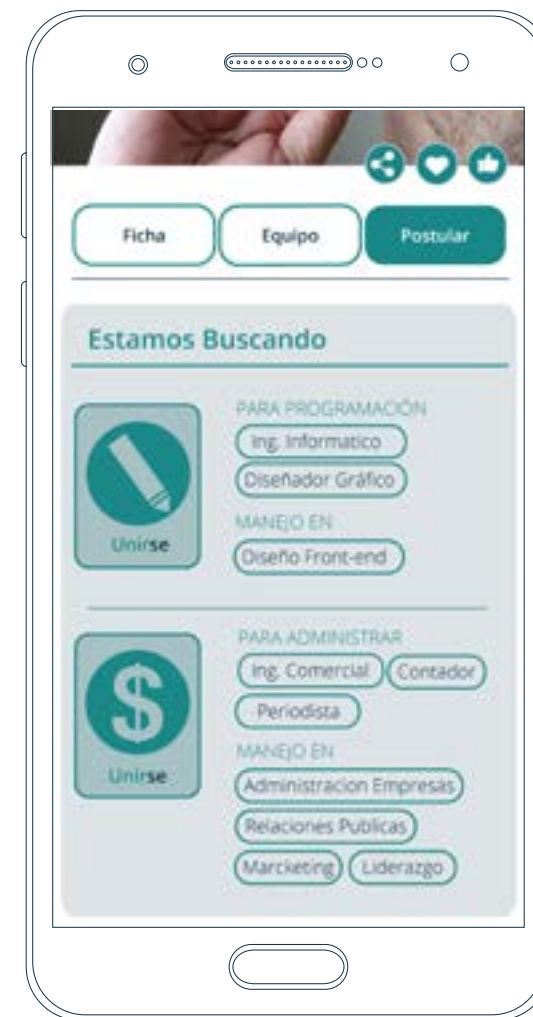 Ficha Equipo Postular
Estamos Buscando
PARA PROGRAMACIÓN
Ing. Informatico
Diseñador Gráfico
MANEJO EN
Diseño Front-end
Unirse
PARA ADMINISTRAR
Ing. Comercial Contador
Periodista
MANEJO EN
Administracion Empresas
Relaciones Publicas
Marcketing Liderazgo
Unirse